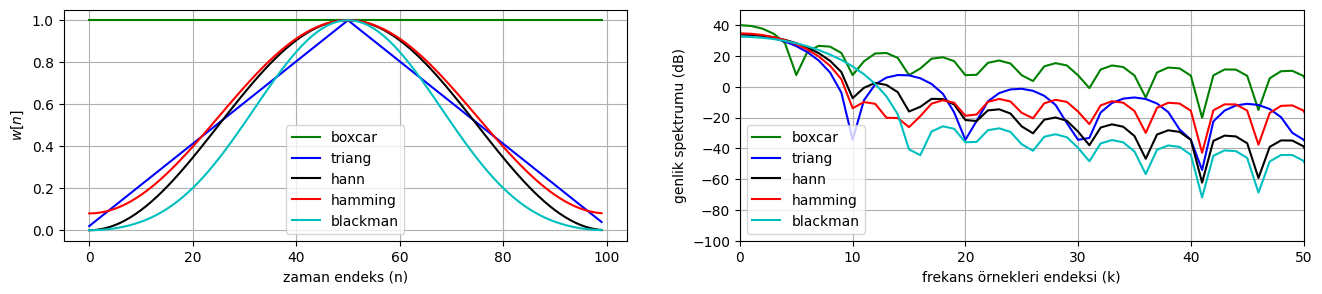 1.0
0.8
0.6
0.4
0.2
0.0
w[n]
boxcar
triang
hann
hamming
blackman
0 20 40 60 80 100
zaman endeks (n)
40
20
0
−20
−40
−60
−80
−100
genlik spektrumu (dB)
boxcar
triang
hann
hamming
blackman
0 10 20 30 40 50
frekans örnekleri endeksi (k)